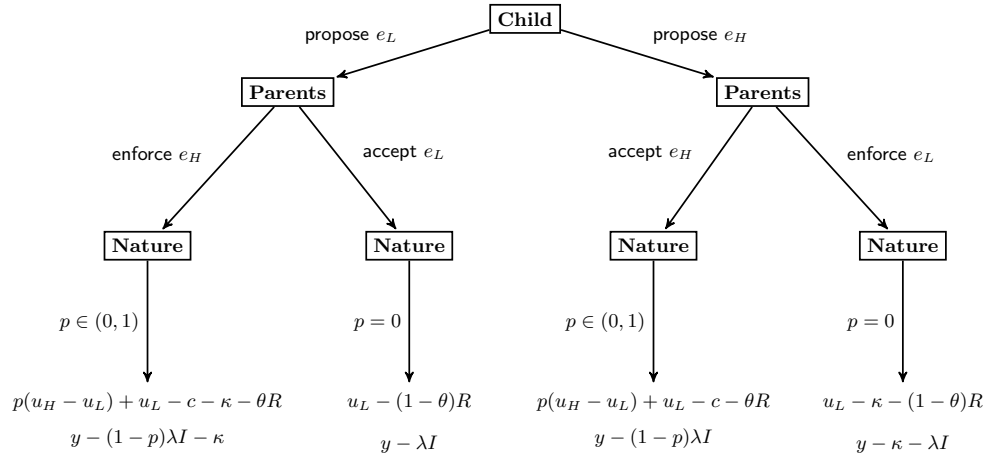 Child
propose e_L propose e_H
Parents Parents
enforce e_H accept e_L accept e_H enforce e_L
Nature Nature Nature Nature
p ∈ (0, 1) p = 0 p ∈ (0, 1) p = 0
p(u_H − u_L) + u_L − c − κ − θR u_L − (1 − θ)R p(u_H − u_L) + u_L − c − θR u_L − κ − (1 − θ)R
y − (1 − p)λI − κ y − λI y − (1 − p)λI y − κ − λI